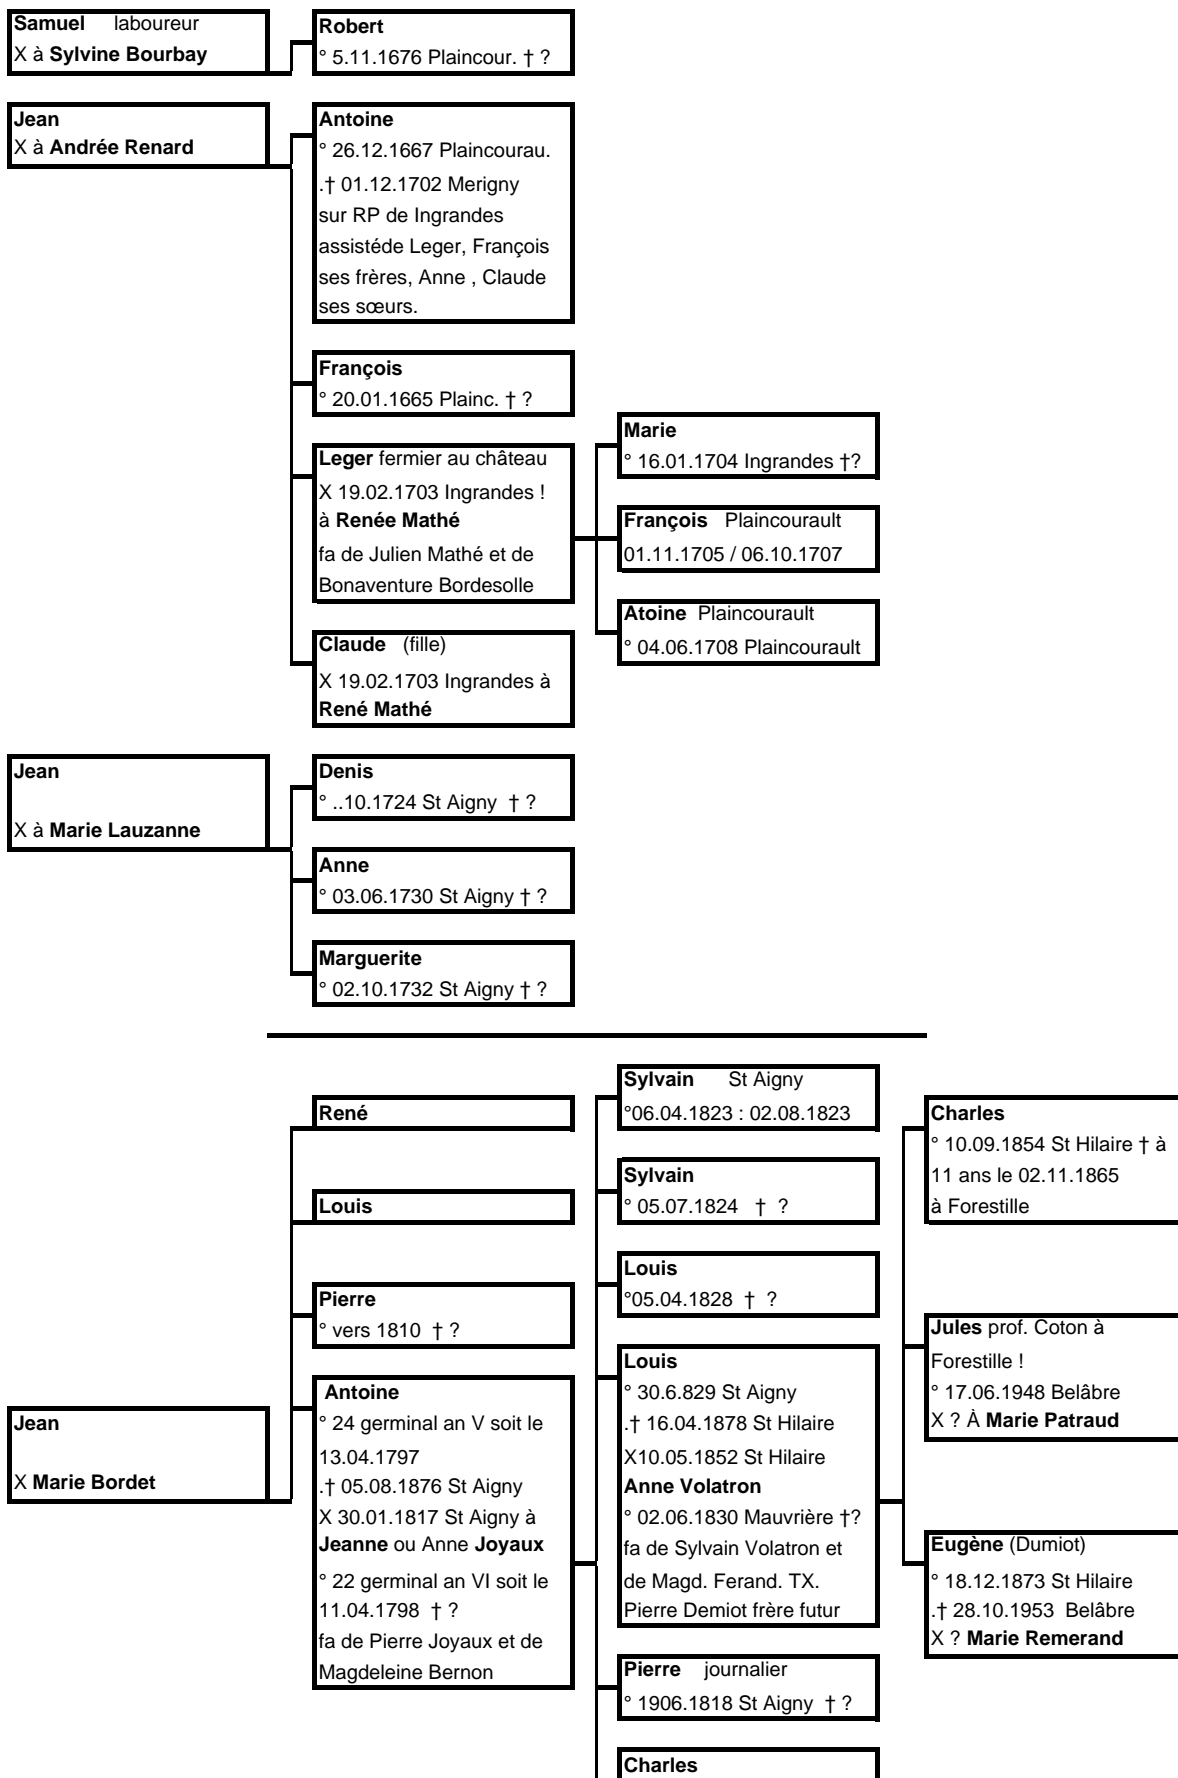 Samuel laboureur
X à Sylvine Bourbay
Robert
° 5.11.1676 Plaincour. † ?
Jean
X à Andrée Renard
Antoine
° 26.12.1667 Plaincourau.
.† 01.12.1702 Merigny
sur RP de Ingrandes
assistéde Leger, François
ses frères, Anne , Claude
ses sœurs.
François
° 20.01.1665 Plainc. † ?
Leger fermier au château
X 19.02.1703 Ingrandes !
à Renée Mathé
fa de Julien Mathé et de
Bonaventure Bordesolle
Marie
° 16.01.1704 Ingrandes †?
François Plaincourault
01.11.1705 / 06.10.1707
Atoine Plaincourault
° 04.06.1708 Plaincourault
Claude (fille)
X 19.02.1703 Ingrandes à
René Mathé
Jean
X à Marie Lauzanne
Denis
° ..10.1724 St Aigny † ?
Anne
° 03.06.1730 St Aigny † ?
Marguerite
° 02.10.1732 St Aigny † ?
Jean
X Marie Bordet
René
Louis
Pierre
° vers 1810 † ?
Antoine
° 24 germinal an V soit le
13.04.1797
.† 05.08.1876 St Aigny
X 30.01.1817 St Aigny à
Jeanne ou Anne Joyaux
° 22 germinal an VI soit le
11.04.1798 † ?
fa de Pierre Joyaux et de
Magdeleine Bernon
Sylvain St Aigny
°06.04.1823 : 02.08.1823
Sylvain
° 05.07.1824 † ?
Louis
°05.04.1828 † ?
Louis
° 30.6.829 St Aigny
.† 16.04.1878 St Hilaire
X10.05.1852 St Hilaire
Anne Volatron
° 02.06.1830 Mauvrière †?
fa de Sylvain Volatron et
de Magd. Ferand. TX.
Pierre Demiot frère futur
Pierre journalier
° 1906.1818 St Aigny † ?
Charles
Charles
° 10.09.1854 St Hilaire † à
11 ans le 02.11.1865
à Forestille
Jules prof. Coton à
Forestille !
° 17.06.1948 Belâbre
X ? À Marie Patraud
Eugène (Dumiot)
° 18.12.1873 St Hilaire
.† 28.10.1953 Belâbre
X ? Marie Remerand